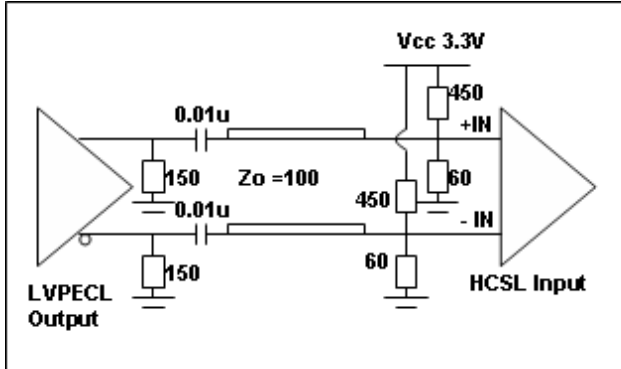 Vcc 3.3V
0.01u
450
+IN
150
Zo =100
60
0.01u
450
- IN
150
60
LVPECL
Output
HCSL Input